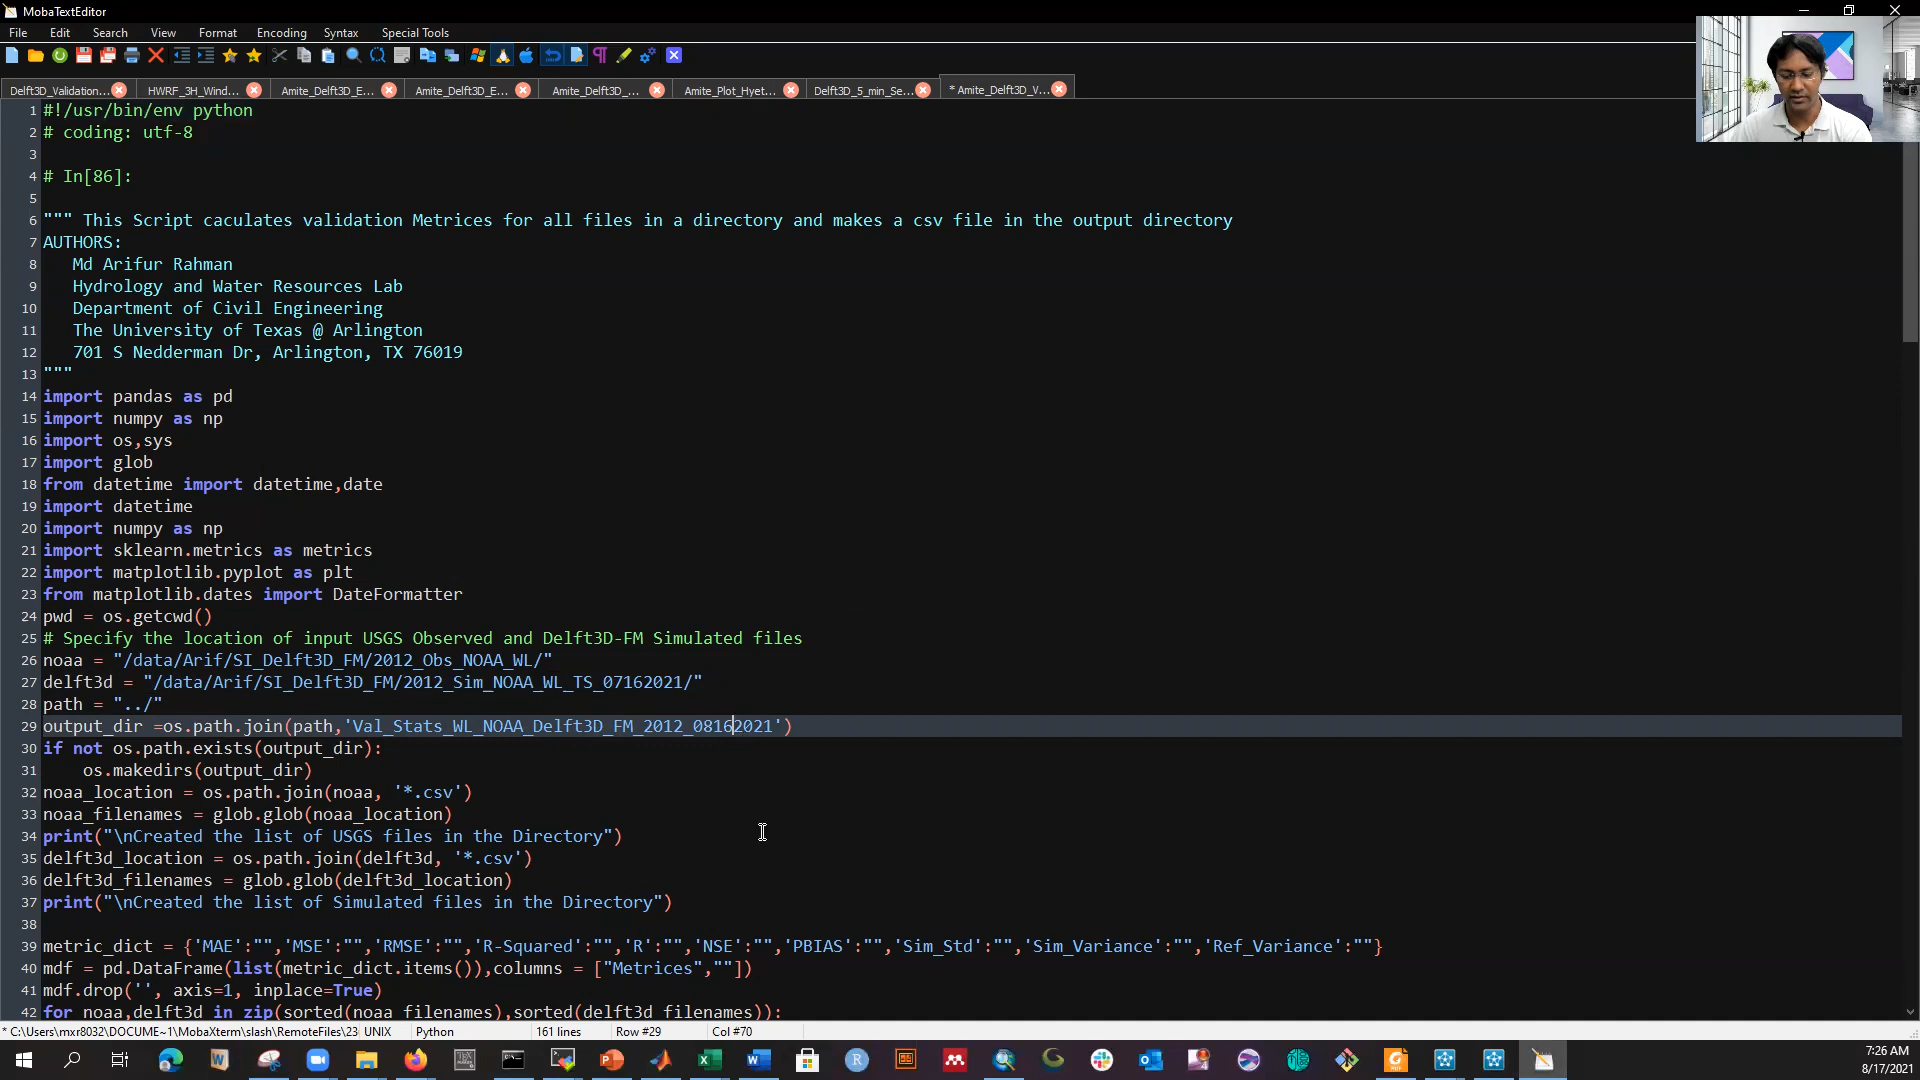 MobaTextEditor
File Edit Search View Format Encoding Syntax Special Tools
Delft3D_Validation... HWRF_3H_Wind... Amite_Delft3D_E... Amite_Delft3D_E... Amite_Delft3D_... Amite_Plot_Hyet... Delft3D_5_min_Se... * Amite_Delft3D_V...
1 #!/usr/bin/env python
2 # coding: utf-8
3
4 # In[86]:
5
6 """ This Script caculates validation Metrices for all files in a directory and makes a csv file in the output directory
7 AUTHORS:
8 Md Arifur Rahman
9 Hydrology and Water Resources Lab
10 Department of Civil Engineering
11 The University of Texas @ Arlington
12 701 S Nedderman Dr, Arlington, TX 76019
13 """
14 import pandas as pd
15 import numpy as np
16 import os,sys
17 import glob
18 from datetime import datetime,date
19 import datetime
20 import numpy as np
21 import sklearn.metrics as metrics
22 import matplotlib.pyplot as plt
23 from matplotlib.dates import DateFormatter
24 pwd = os.getcwd()
25 # Specify the location of input USGS Observed and Delft3D-FM Simulated files
26 noaa = "/data/Arif/SI_Delft3D_FM/2012_Obs_NOAA_WL/"
27 delft3d = "/data/Arif/SI_Delft3D_FM/2012_Sim_NOAA_WL_TS_07162021/"
28 path = "../"
29 output_dir =os.path.join(path,'Val_Stats_WL_NOAA_Delft3D_FM_2012_08162021')
30 if not os.path.exists(output_dir):
31 os.makedirs(output_dir)
32 noaa_location = os.path.join(noaa, '*.csv')
33 noaa_filenames = glob.glob(noaa_location)
34 print("\nCreated the list of USGS files in the Directory")
35 delft3d_location = os.path.join(delft3d, '*.csv')
36 delft3d_filenames = glob.glob(delft3d_location)
37 print("\nCreated the list of Simulated files in the Directory")
38
39 metric_dict = {'MAE':"",'MSE':"",'RMSE':"",'R-Squared':"",'R':"",'NSE':"",'PBIAS':"",'Sim_Std':"",'Sim_Variance':"",'Ref_Variance':""}
40 mdf = pd.DataFrame(list(metric_dict.items()),columns = ["Metrices",""])
41 mdf.drop('', axis=1, inplace=True)
42 for noaa,delft3d in zip(sorted(noaa_filenames),sorted(delft3d_filenames)):
* C:\Users\mxr8032\DOCUME~1\MobaXterm\slash\RemoteFiles\23 UNIX Python 161 lines Row #29 Col #70
7:26 AM
8/17/2021